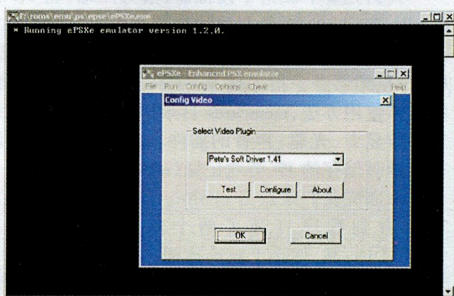 F:\roms\emu\ps\epsxe\ePSXe.exe
* Running ePSXe emulator version 1.2.0.
ePSXe - Enhanced PSX emulator
File Run Config Options Cheat Help
Config Video
Select Video Plugin
Pete's Soft Driver 1.41
Test Configure About
OK Cancel